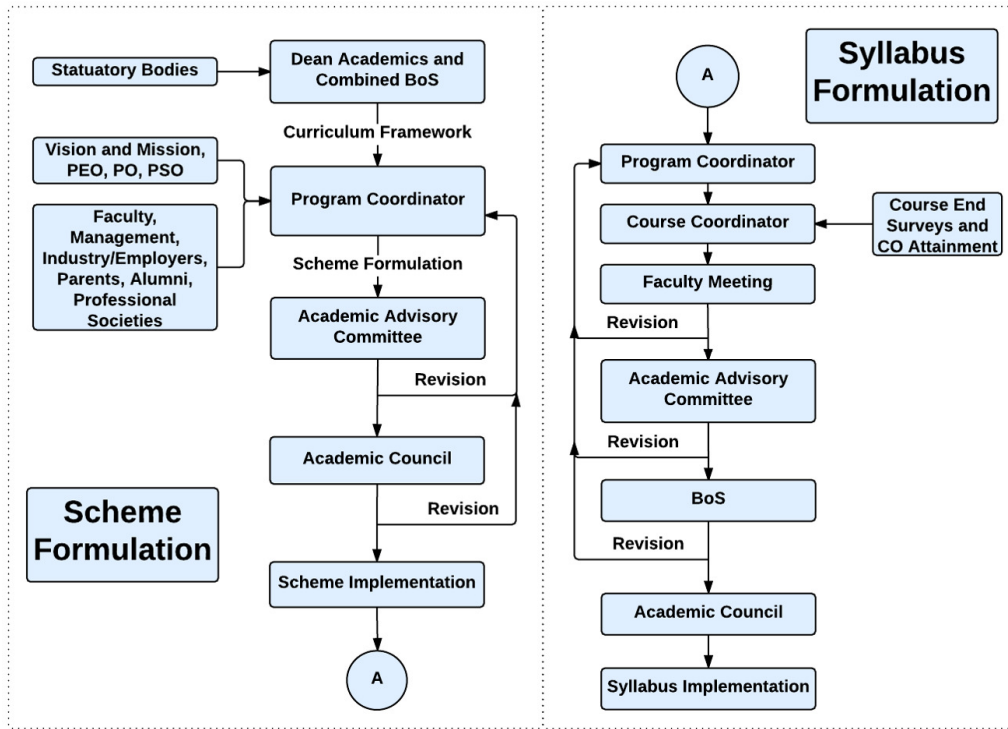 Statuatory Bodies
Dean Academics and
Combined BoS
Curriculum Framework
Vision and Mission,
PEO, PO, PSO
Program Coordinator
Faculty,
Management,
Industry/Employers,
Parents, Alumni,
Professional
Societies
Scheme Formulation
Academic Advisory
Committee
Revision
Academic Council
Revision
Scheme
Formulation
Scheme Implementation
A
Syllabus
Formulation
A
Program Coordinator
Course Coordinator
Course End
Surveys and
CO Attainment
Faculty Meeting
Revision
Academic Advisory
Committee
Revision
BoS
Revision
Academic Council
Syllabus Implementation